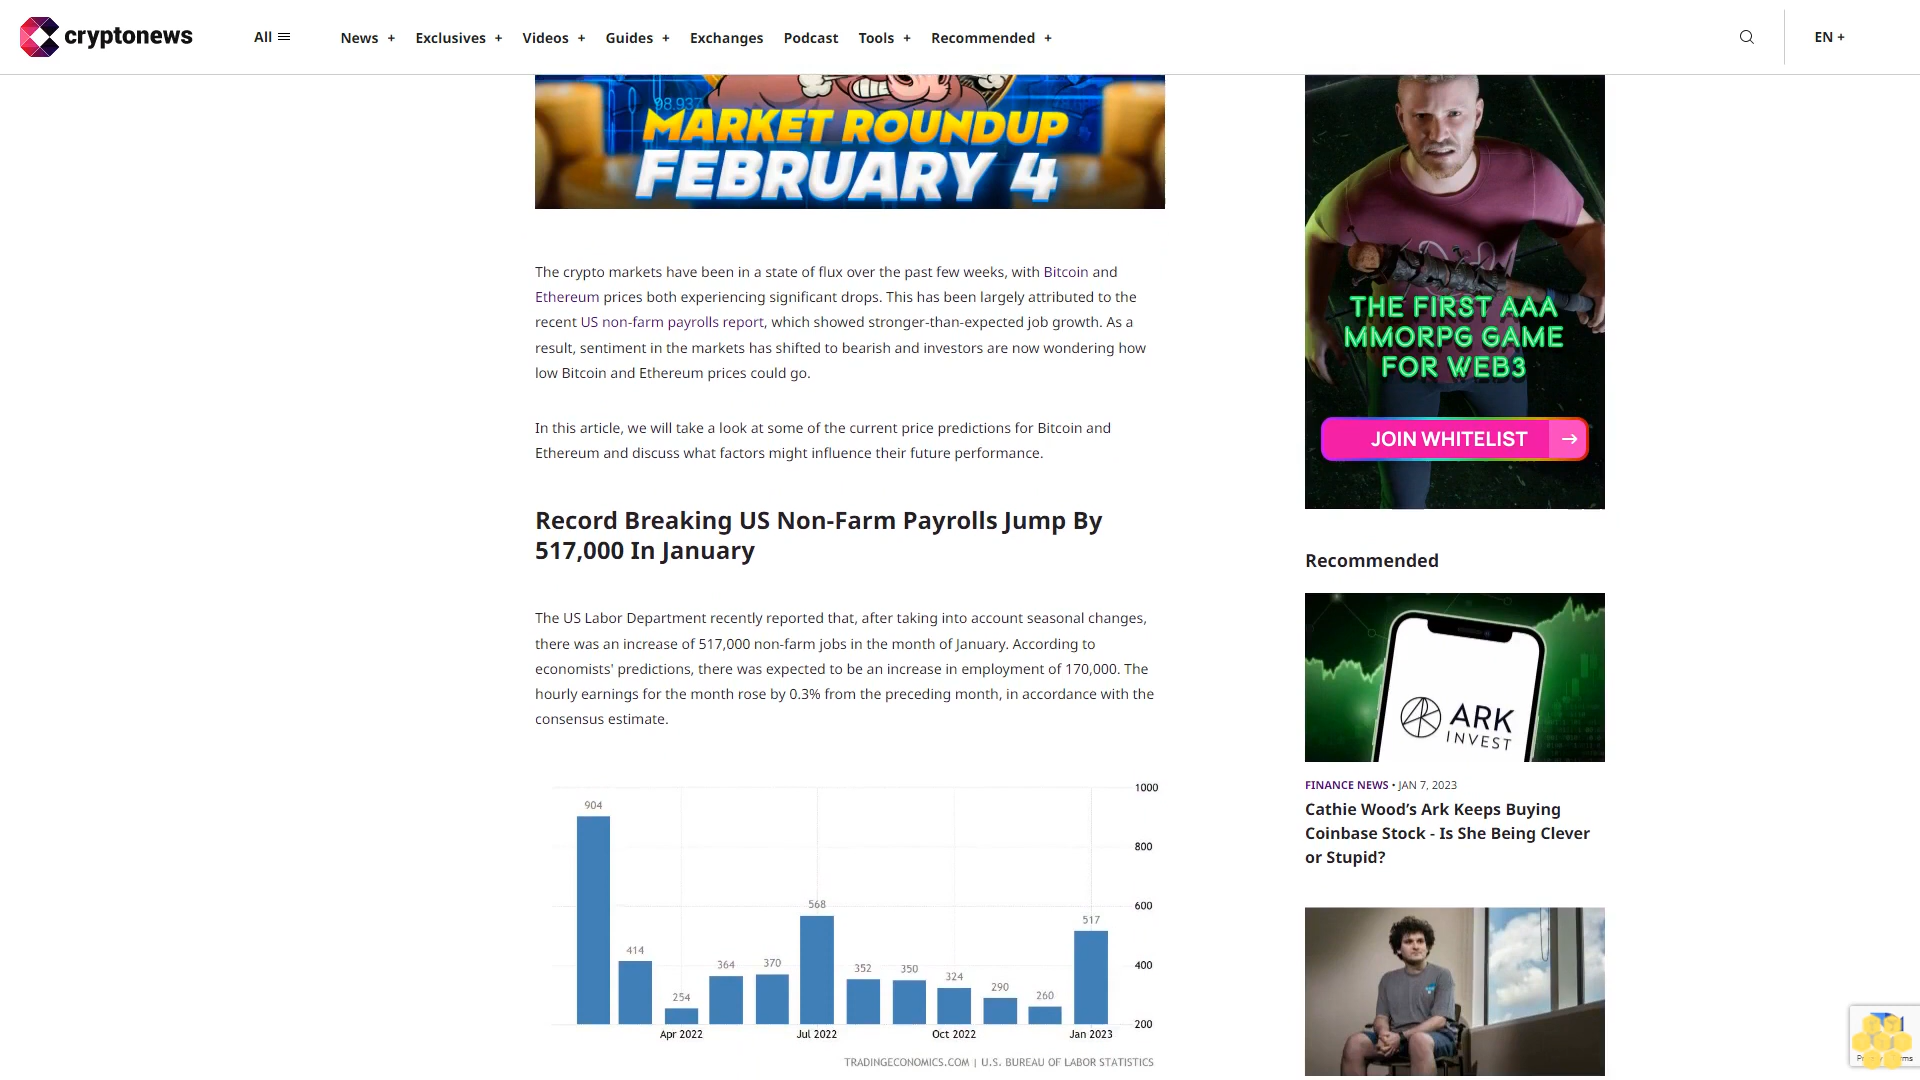 cryptonews
All
News +
Exclusives +
Videos +
Guides +
Exchanges
Podcast
Tools +
Recommended +
EN +
98.937
MARKET ROUNDUP
FEBRUARY 4
The crypto markets have been in a state of flux over the past few weeks, with Bitcoin and
Ethereum prices both experiencing significant drops. This has been largely attributed to the
recent US non-farm payrolls report, which showed stronger-than-expected job growth. As a
result, sentiment in the markets has shifted to bearish and investors are now wondering how
low Bitcoin and Ethereum prices could go.
In this article, we will take a look at some of the current price predictions for Bitcoin and
Ethereum and discuss what factors might influence their future performance.
Record Breaking US Non-Farm Payrolls Jump By
517,000 In January
The US Labor Department recently reported that, after taking into account seasonal changes,
there was an increase of 517,000 non-farm jobs in the month of January. According to
economists' predictions, there was expected to be an increase in employment of 170,000. The
hourly earnings for the month rose by 0.3% from the preceding month, in accordance with the
consensus estimate.
1000
800
600
400
200
904
414
254
364
370
568
352
350
324
290
260
517
Apr 2022
Jul 2022
Oct 2022
Jan 2023
TRADINGECONOMICS.COM | U.S. BUREAU OF LABOR STATISTICS
THE FIRST AAA
MMORPG GAME
FOR WEB3
JOIN WHITELIST →
Recommended
ARK
INVEST
FINANCE NEWS • JAN 7, 2023
Cathie Wood’s Ark Keeps Buying
Coinbase Stock - Is She Being Clever
or Stupid?